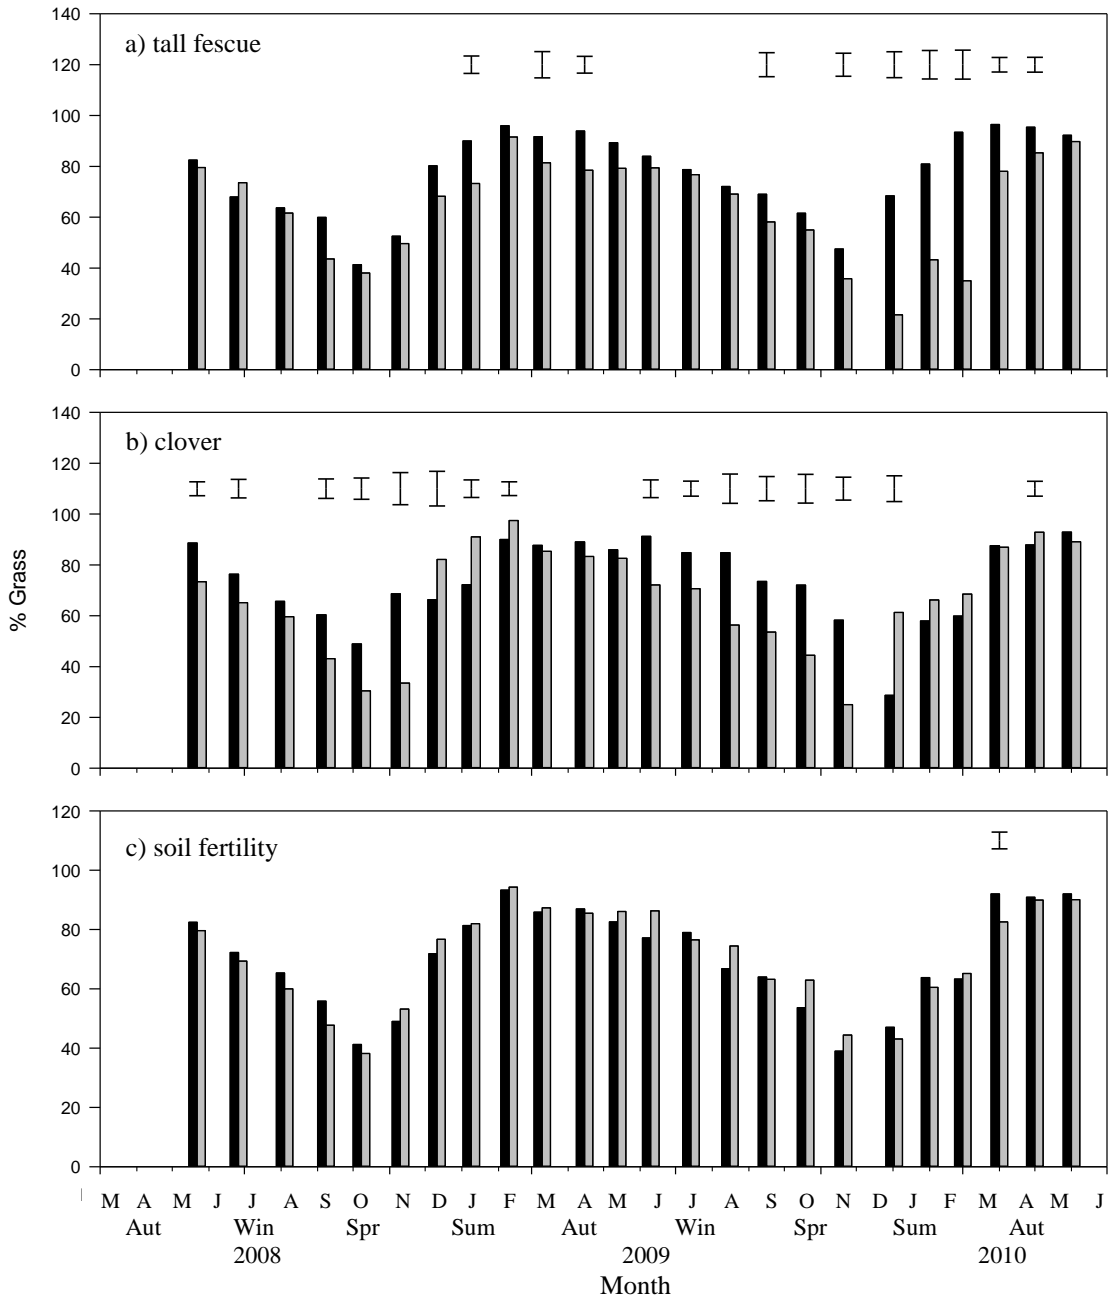 140
a) tall fescue
120
100
80
60
40
20
0
140
b) clover
120
100
80
60
40
20
0
% Grass
120
c) soil fertility
100
80
60
40
20
0
M A M J J A S O N D J F M A M J J A S O N D J F M A M J
Aut Win Spr Sum Aut Win Spr Sum Aut
2008 2009 2010
Month